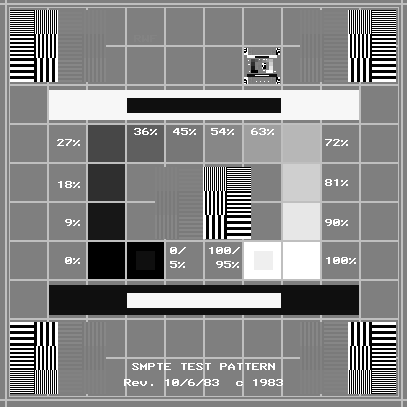 36% 45% 54% 63%
27% 72%
18% 81%
9% 90%
0/ 100/
0% 5% 95% 100%
SMPTE TEST PATTERN
Rev. 10/6/83 c 1983